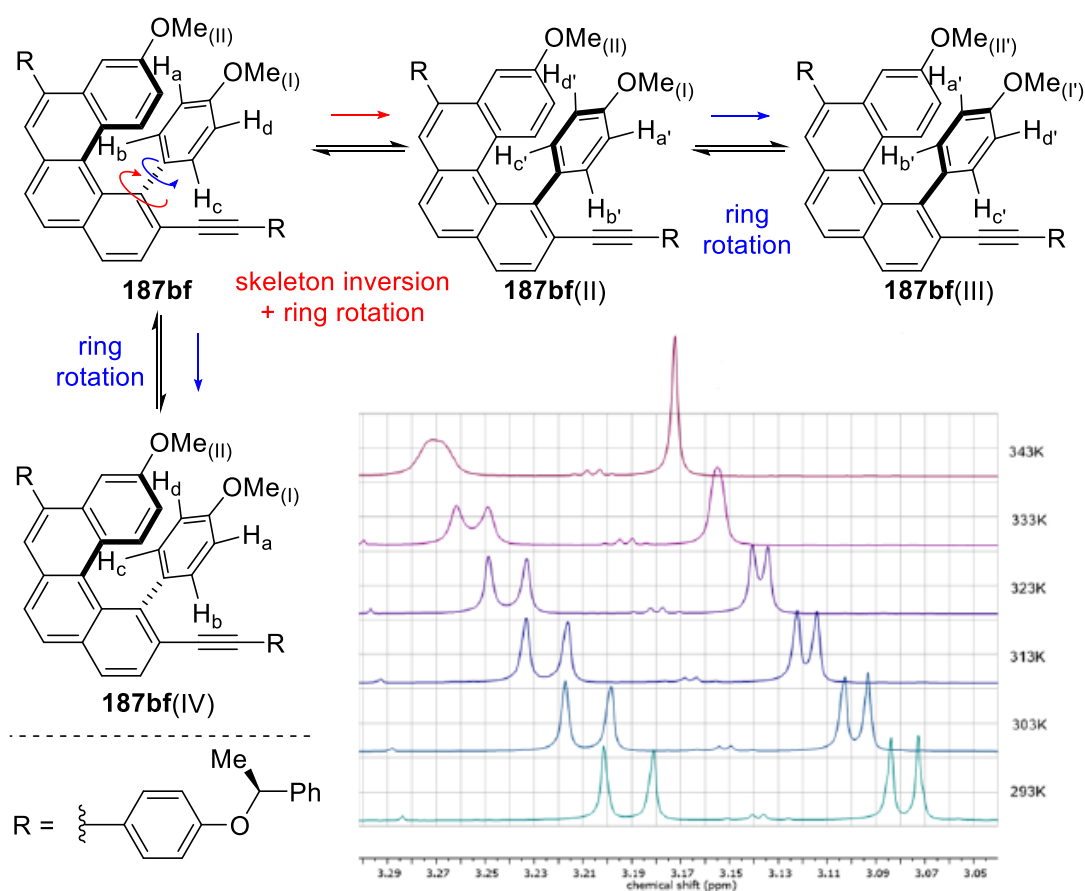 OMe(II)
R
Ha
OMe(I)
Hd
Hb
Hc
R
187bf
skeleton inversion
+ ring rotation
OMe(II)
R
Hd'
OMe(I)
Ha'
Hc'
Hb'
R
187bf(II)
ring
rotation
OMe(II')
R
Ha'
OMe(I')
Hd'
Hb'
Hc'
R
187bf(III)
ring
rotation
OMe(II)
R
Hd
OMe(I)
Ha
Hc
Hb
R
187bf(IV)
Me
Ph
R =
O
343K
333K
323K
313K
303K
293K
3.29 3.27 3.25 3.23 3.21 3.19 3.17 3.15 3.13 3.11 3.09 3.07 3.05
chemical shift (ppm)